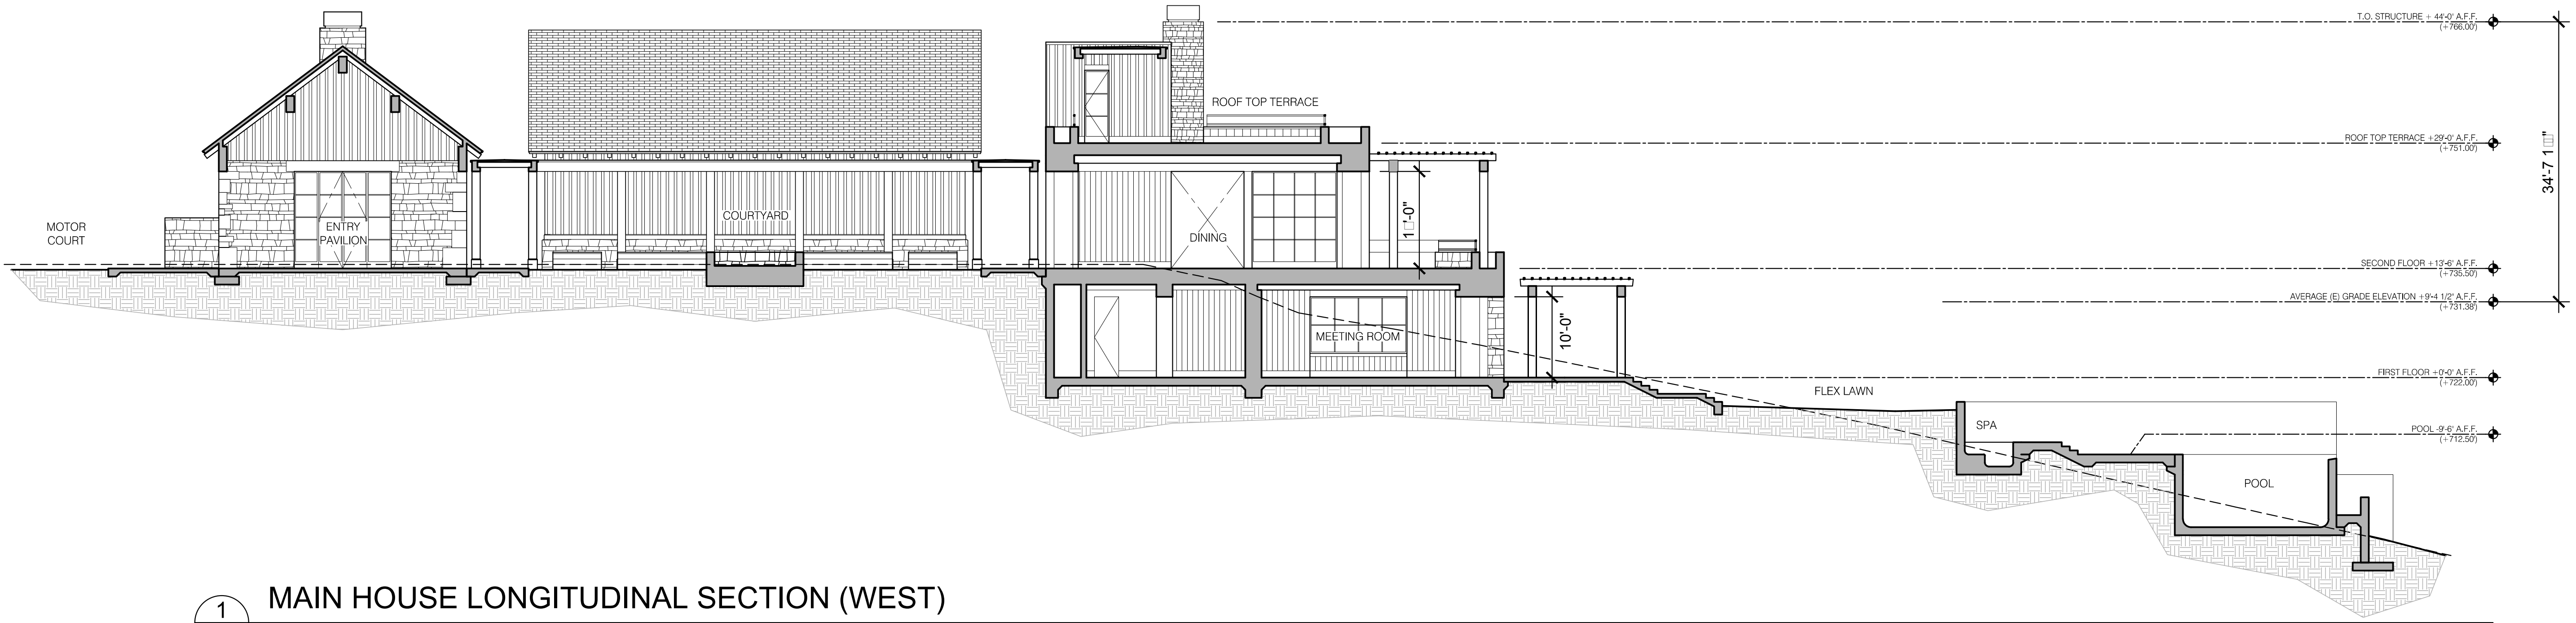 T.O. STRUCTURE + 44'-0" A.F.F.
(+766.00')
ROOF TOP TERRACE
ROOF TOP TERRACE +29'-0" A.F.F.
(+751.00')
34'-7 1
MOTOR
COURT
ENTRY
PAVILION
COURTYARD
DINING
SECOND FLOOR +13'-6" A.F.F.
(+735.50')
AVERAGE (E) GRADE ELEVATION +9'-4 1/2" A.F.F.
(+731.38')
MEETING ROOM
10'-0"
FIRST FLOOR +0'-0" A.F.F.
(+722.00')
FLEX LAWN
SPA
POOL -9'-6" A.F.F.
(+712.50')
POOL
1
MAIN HOUSE LONGITUDINAL SECTION (WEST)